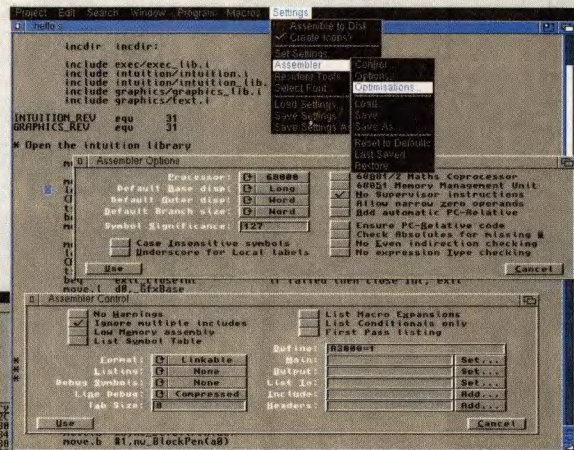 Project Edit Search Window Program Macros Settings
hello.s
Assemble to Disk
Create Icons?
Set Settings
Assembler
Resident Tools
Select Font
Load Settings
Save Settings
Save Settings As
Control...
Options...
Optimisations...
Load
Save
Save As
Reset to Defaults
Last Saved
Restore
incdir incdir:
include exec/exec_lib.i
include intuition/intuition.i
include intuition/intuition_lib.
include graphics/graphics_lib.i
include graphics/text.i
INTUITION_REV equ 31
GRAPHICS_REV equ 31
* Open the intuition library
Assembler Options
Processor: 68000
Default Base disp: Long
Default Outer disp: Word
Default Branch size: Word
Symbol Significance: 127
Case Insensitive symbols
Underscore for Local labels
68881/2 Maths Coprocessor
68851 Memory Management Unit
No Supervisor instructions
Allow narrow zero operands
Add automatic PC-Relative
Ensure PC-Relative code
Check Absolutes for missing #
No Even indirection checking
No expression Type checking
Use
Cancel
beq exit_closeint if failed then close int, exit
move.l d0,_GfxBase
Assembler Control
No Warnings
Ignore multiple includes
Low Memory assembly
List Symbol Table
List Macro Expansions
List Conditionals only
First Pass listing
Format: Linkable
Listing: None
Debug Symbols: None
Line Debug: Compressed
Tab Size: 8
Define: A3000=1
Main: Set...
Output: Set...
List To: Set...
Include: Add...
Headers: Add...
Use
Cancel
move.b #1,nw_BlockPen(a0)